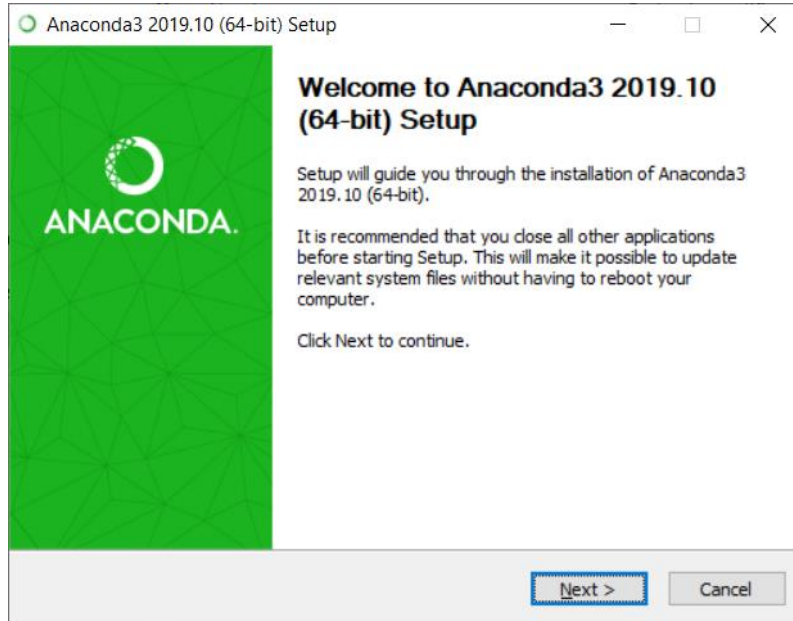 Anaconda3 2019.10 (64-bit) Setup
Welcome to Anaconda3 2019.10
(64-bit) Setup
ANACONDA.
Setup will guide you through the installation of Anaconda3
2019.10 (64-bit).
It is recommended that you close all other applications
before starting Setup. This will make it possible to update
relevant system files without having to reboot your
computer.
Click Next to continue.
Next >
Cancel